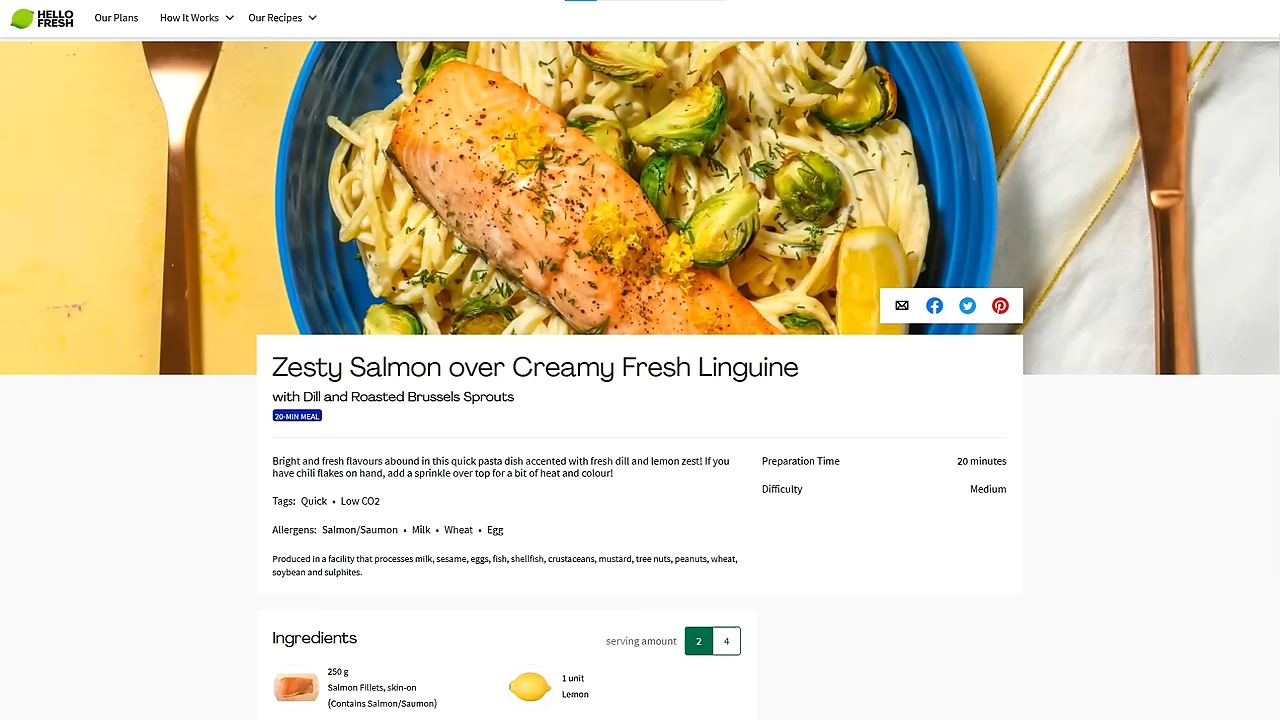 HELLO
FRESH
Our Plans
How It Works
Our Recipes
Zesty Salmon over Creamy Fresh Linguine
with Dill and Roasted Brussels Sprouts
20-MIN MEAL
Bright and fresh flavours abound in this quick pasta dish accented with fresh dill and lemon zest! If you
have chili flakes on hand, add a sprinkle over top for a bit of heat and colour!
Tags: Quick • Low CO2
Allergens: Salmon/Saumon • Milk • Wheat • Egg
Produced in a facility that processes milk, sesame, eggs, fish, shellfish, crustaceans, mustard, tree nuts, peanuts, wheat,
soybean and sulphites.
Preparation Time 20 minutes
Difficulty Medium
Ingredients
serving amount 2 4
250 g
Salmon Fillets, skin-on
(Contains Salmon/Saumon)
1 unit
Lemon